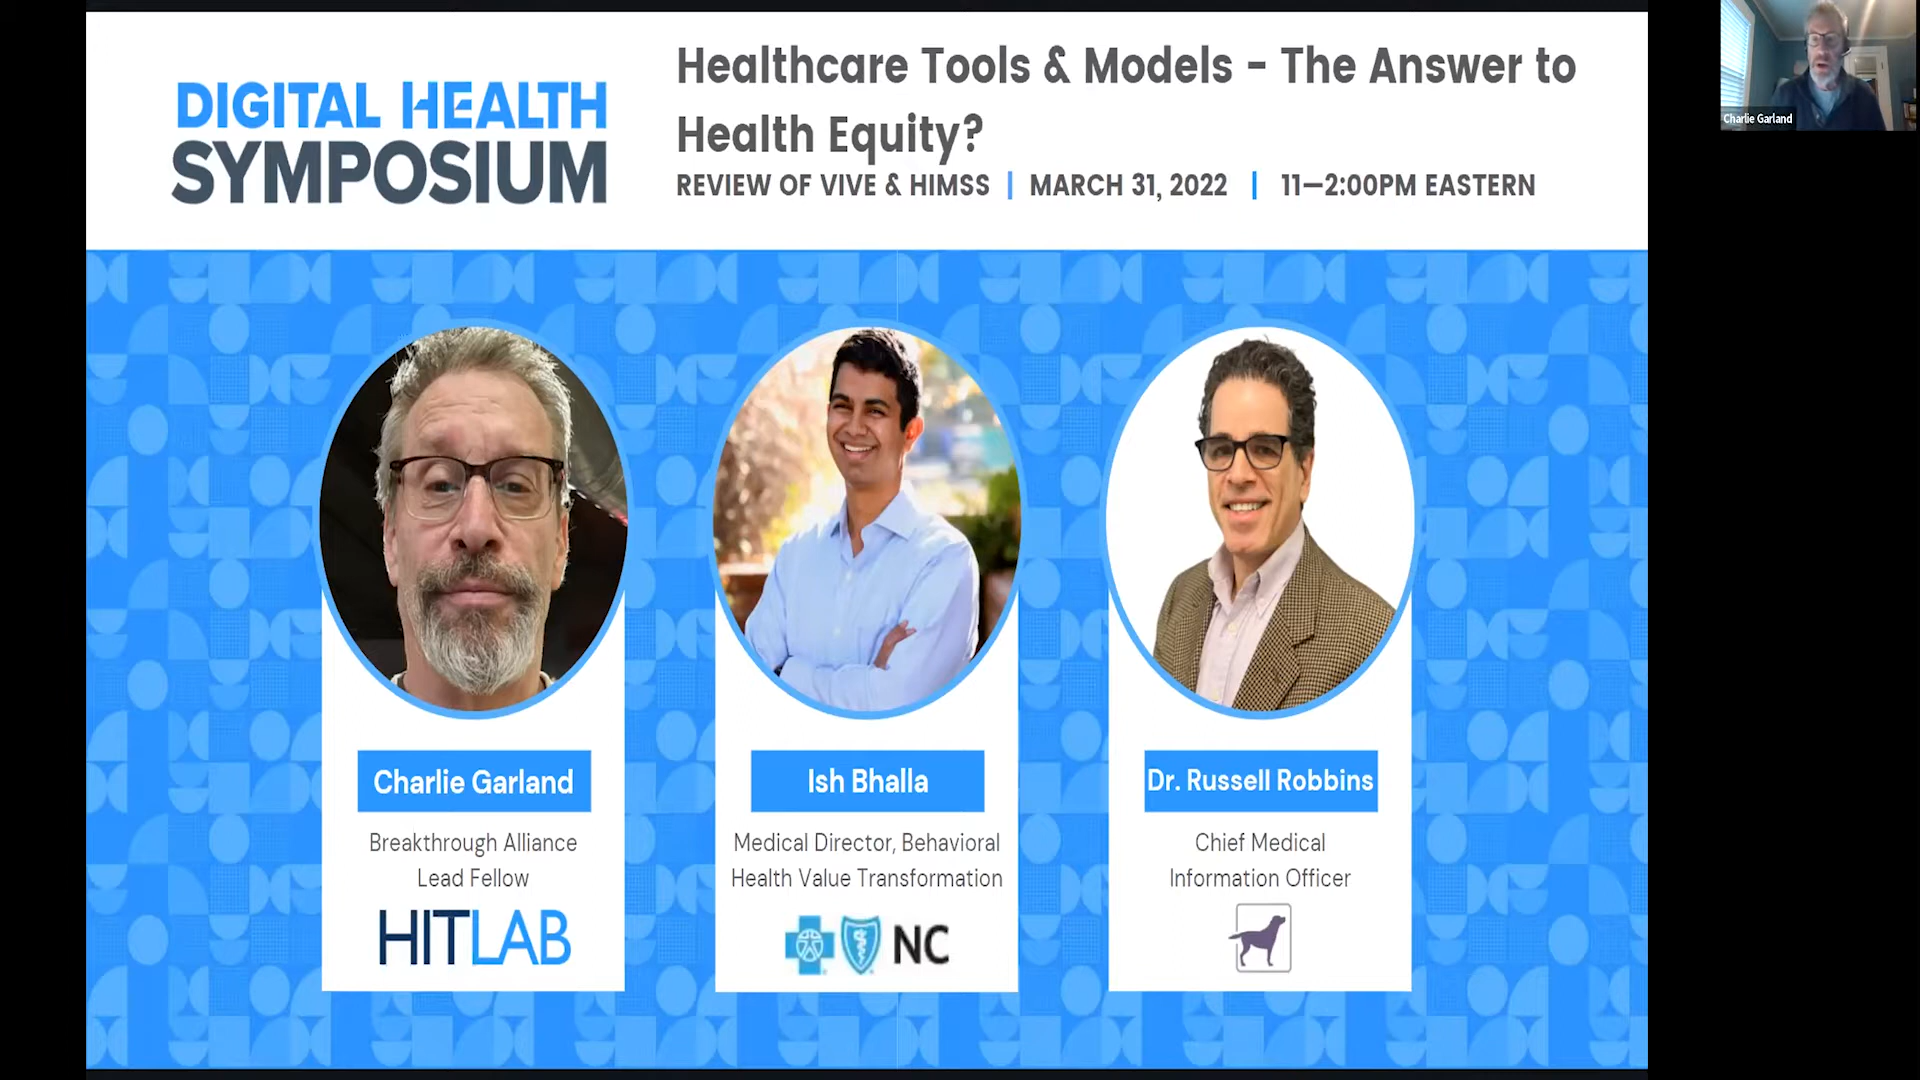 DIGITAL HEALTH
SYMPOSIUM
Healthcare Tools & Models - The Answer to
Health Equity?
REVIEW OF VIVE & HIMSS | MARCH 31, 2022 | 11—2:00PM EASTERN
Charlie Garland
Charlie Garland
Breakthrough Alliance
Lead Fellow
HITLAB
Ish Bhalla
Medical Director, Behavioral
Health Value Transformation
NC
Dr. Russell Robbins
Chief Medical
Information Officer